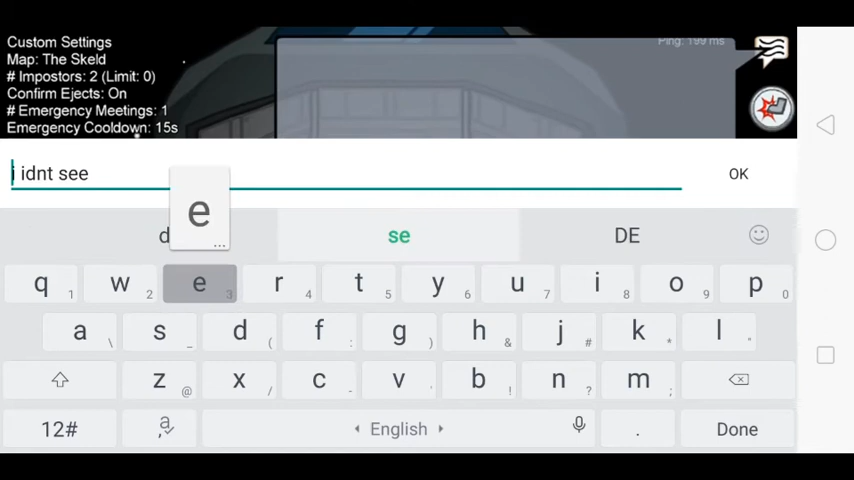 Ping: 199 ms
Custom Settings
Map: The Skeld
# Impostors: 2 (Limit: 0)
Confirm Ejects: On
# Emergency Meetings: 1
Emergency Cooldown: 15s
i idnt see
OK
e
...
se
DE
q 1 w 2 e 3 r 4 t 5 y 6 u 7 i 8 o 9 p 0
a \ s _ d ( f : g ) h & j # k * l "
z @ x / c - v ' b ! n ? m ;
12# , a English . Done